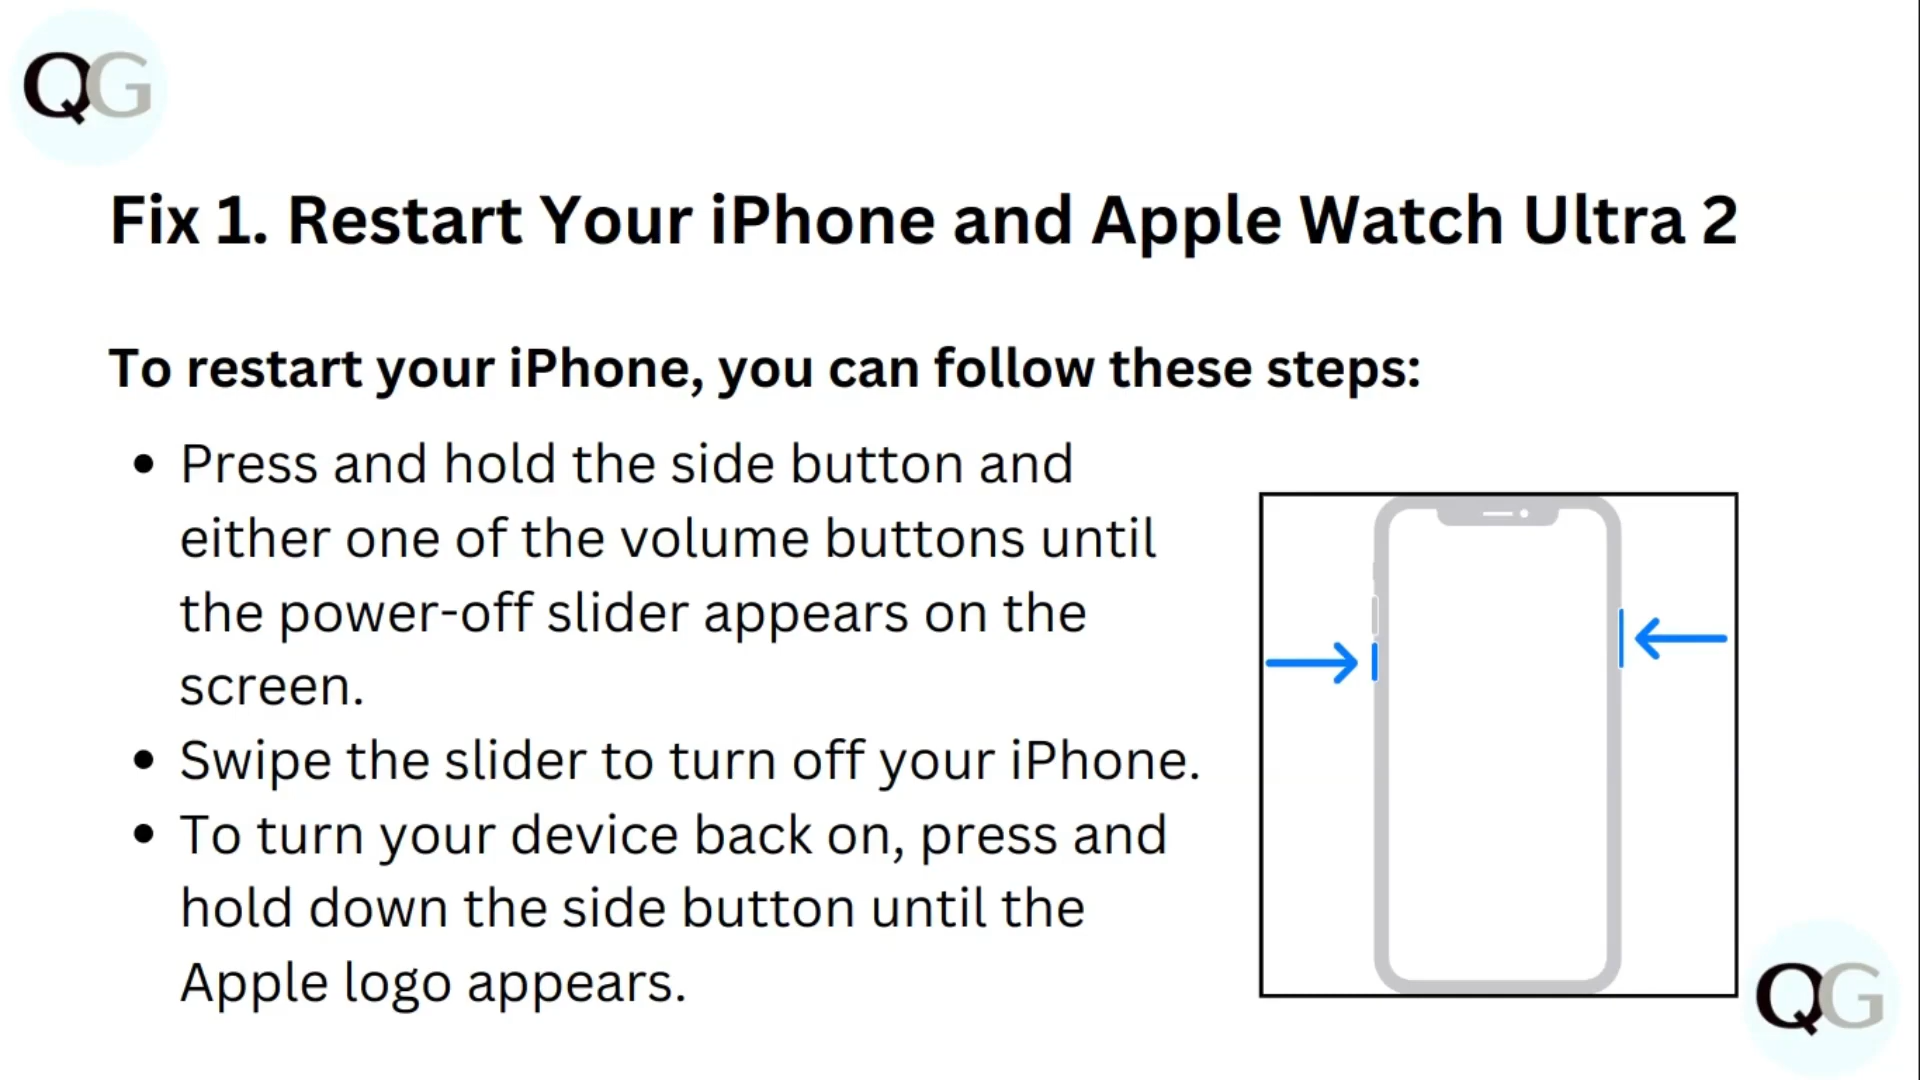 QG
Fix 1. Restart Your iPhone and Apple Watch Ultra 2
To restart your iPhone, you can follow these steps:
• Press and hold the side button and
either one of the volume buttons until
the power-off slider appears on the
screen.
• Swipe the slider to turn off your iPhone.
• To turn your device back on, press and
hold down the side button until the
Apple logo appears.
QG